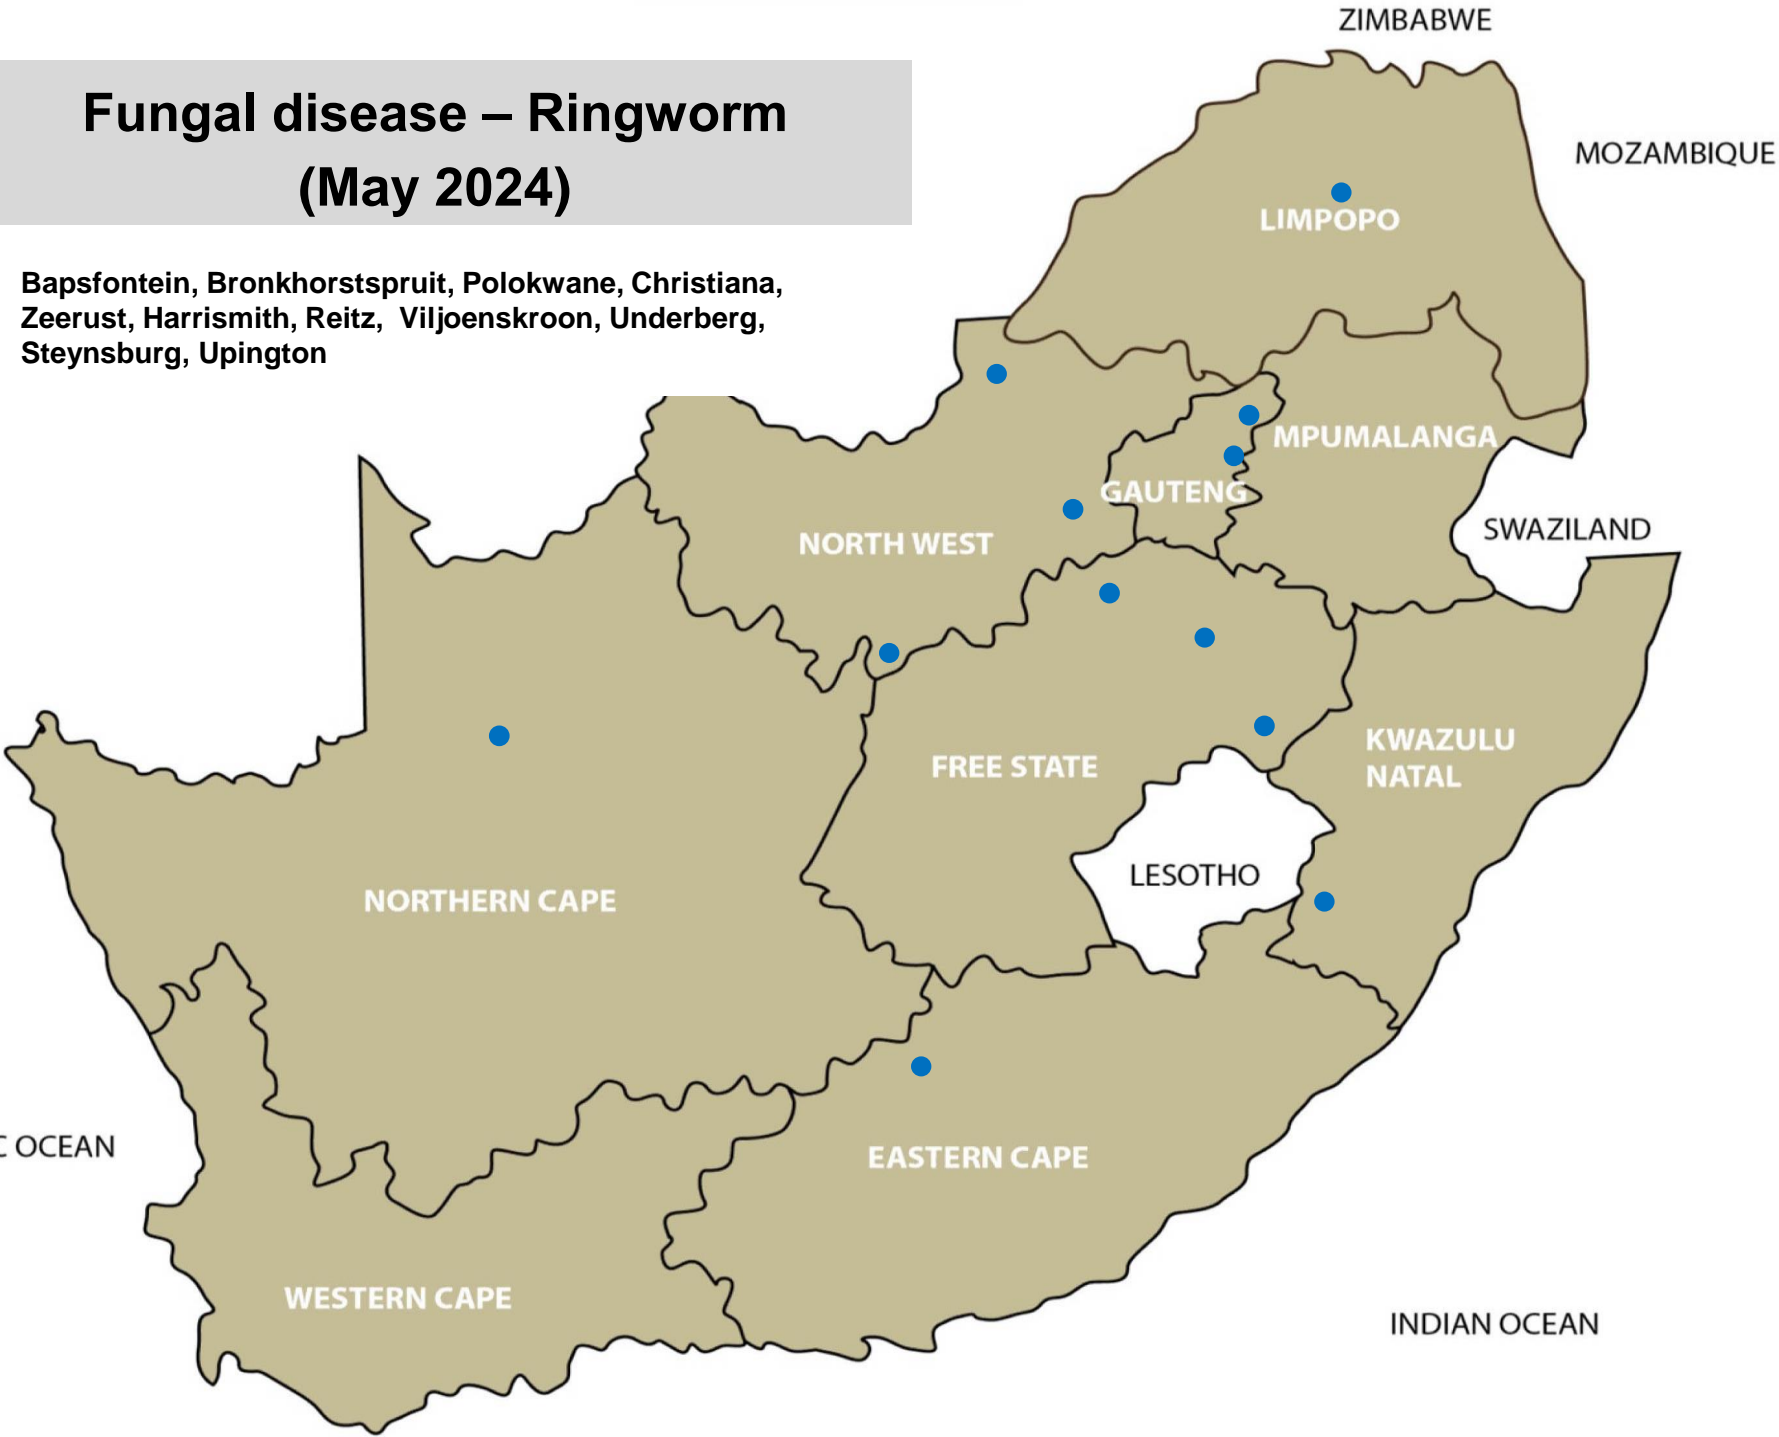 ZIMBABWE
Fungal disease – Ringworm
(May 2024)
MOZAMBIQUE
LIMPOPO
Bapsfontein, Bronkhorstspruit, Polokwane, Christiana,
Zeerust, Harrismith, Reitz, Viljoenskroon, Underberg,
Steynsburg, Upington
MPUMALANGA
GAUTENG
SWAZILAND
NORTH WEST
KWAZULU
NATAL
FREE STATE
LESOTHO
NORTHERN CAPE
C OCEAN
EASTERN CAPE
WESTERN CAPE
INDIAN OCEAN